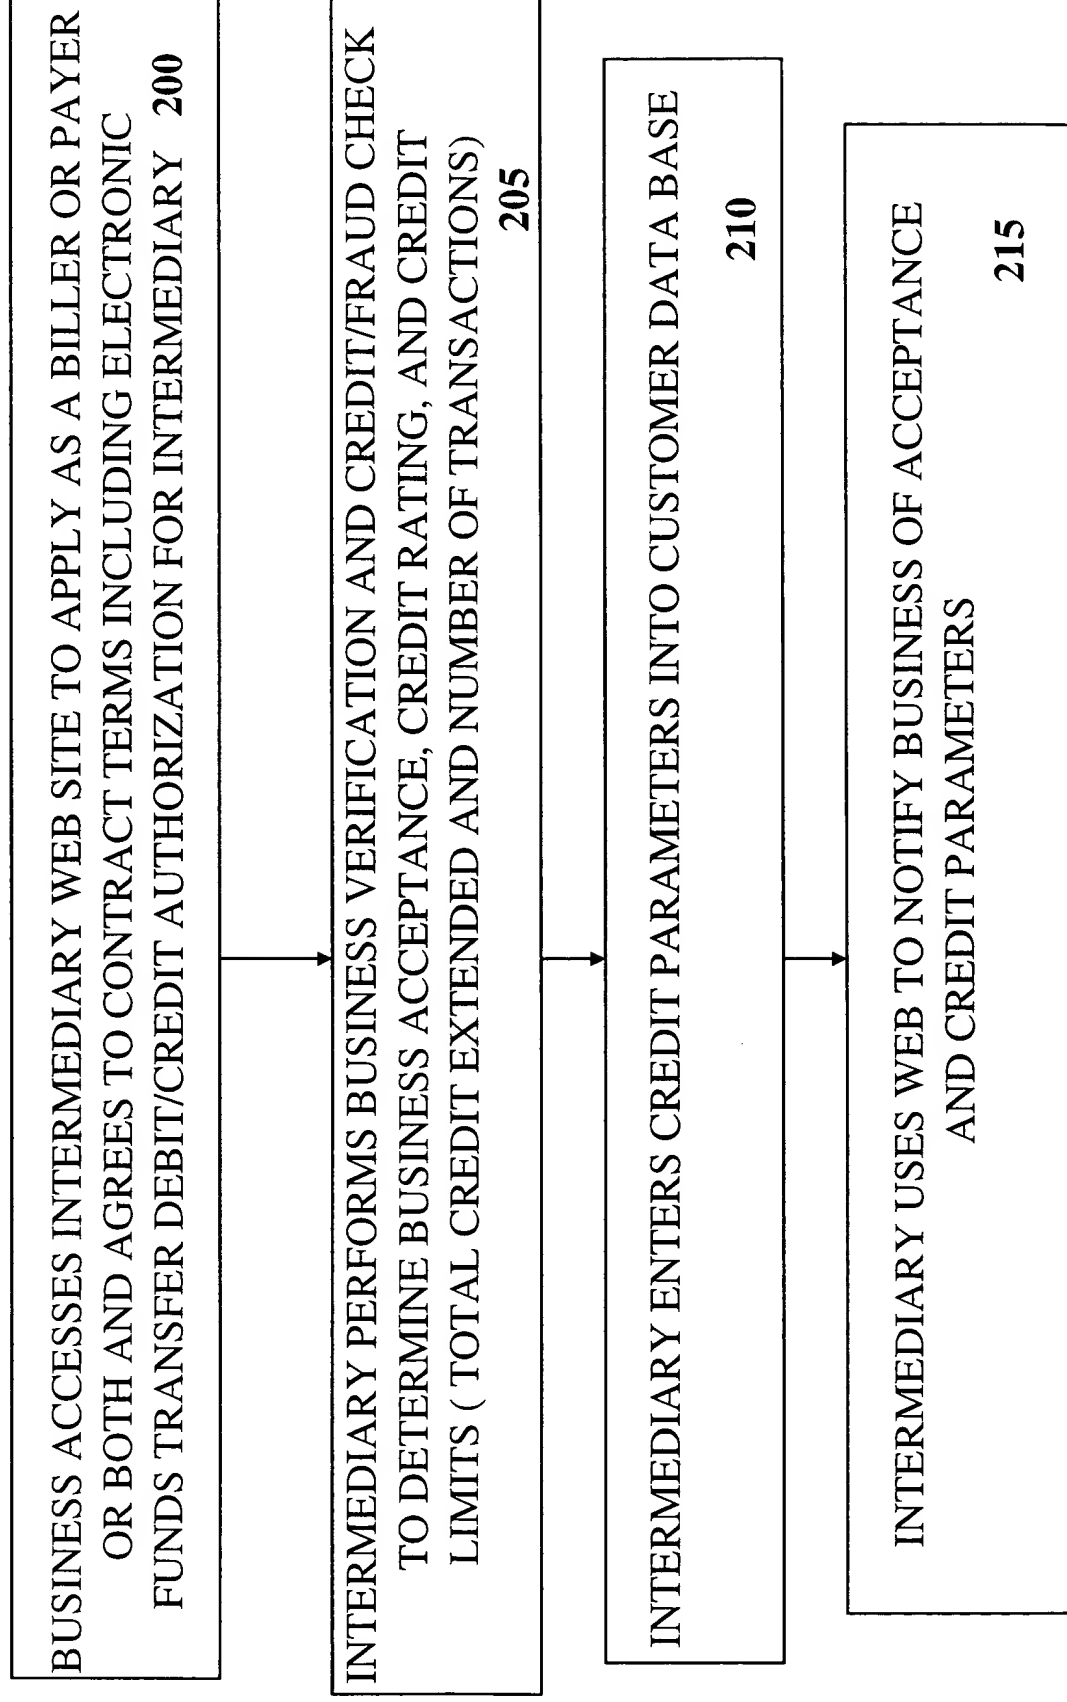 BUSINESS ACCESSES INTERMEDIARY WEB SITE TO APPLY AS A BILLER OR PAYER
OR BOTH AND AGREES TO CONTRACT TERMS INCLUDING ELECTRONIC
FUNDS TRANSFER DEBIT/CREDIT AUTHORIZATION FOR INTERMEDIARY 200
INTERMEDIARY PERFORMS BUSINESS VERIFICATION AND CREDIT/FRAUD CHECK
TO DETERMINE BUSINESS ACCEPTANCE, CREDIT RATING, AND CREDIT
LIMITS ( TOTAL CREDIT EXTENDED AND NUMBER OF TRANSACTIONS)
205
INTERMEDIARY ENTERS CREDIT PARAMETERS INTO CUSTOMER DATA BASE
210
INTERMEDIARY USES WEB TO NOTIFY BUSINESS OF ACCEPTANCE
AND CREDIT PARAMETERS
215